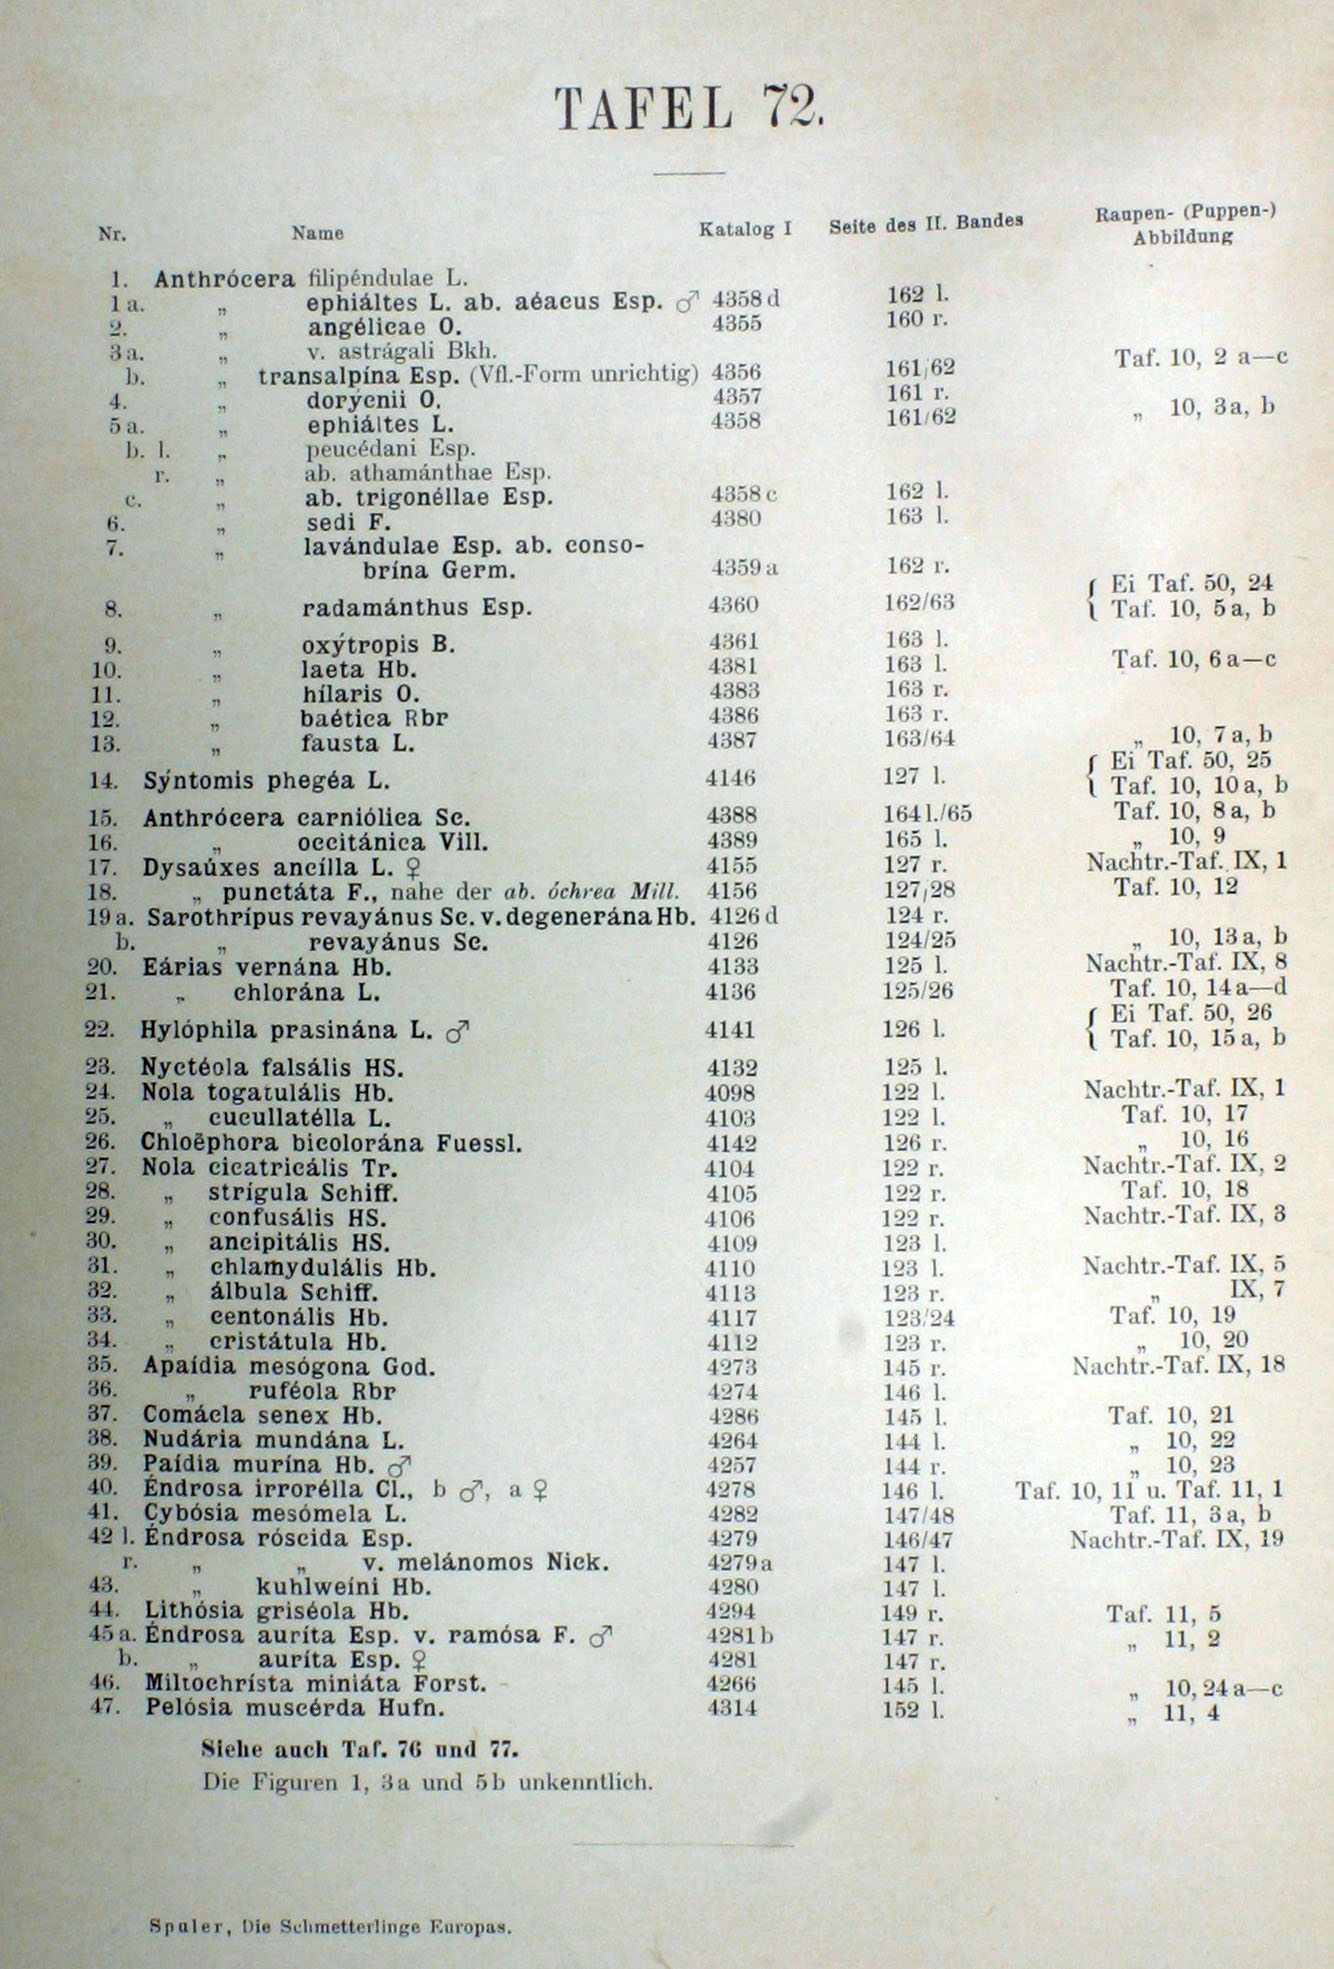 TAFEL 72.
Nr. Name Katalog I Seite des II. Bandes Raupen- (Puppen-) Abbildung
1. Anthrócera filipéndulae L.
1 a. „ ephiáltes L. ab. aéacus Esp. ♂ 4358 d 162 l.
2. „ angélicae O. 4355 160 r.
3 a. „ v. astrágali Bkh.
b. „ transalpína Esp. (Vfl.-Form unrichtig) 4356 161/62 Taf. 10, 2 a—c
4. „ dorýcnii O. 4357 161 r.
5 a. „ ephiáltes L. 4358 161/62 „ 10, 3 a, b
b. l. „ peucédani Esp.
r. „ ab. athamánthae Esp.
c. „ ab. trigonéllae Esp. 4358 c 162 l.
6. „ sedi F. 4380 163 l.
7. „ lavándulae Esp. ab. conso-
brína Germ. 4359 a 162 r.
8. „ radamánthus Esp. 4360 162/63 { Ei Taf. 50, 24
Taf. 10, 5 a, b
9. „ oxýtropis B. 4361 163 l.
10. „ laeta Hb. 4381 163 l. Taf. 10, 6 a—c
11. „ hílaris O. 4383 163 r.
12. „ baética Rbr 4386 163 r.
13. „ fausta L. 4387 163/64 „ 10, 7 a, b
14. Sýntomis phegéa L. 4146 127 l. { Ei Taf. 50, 25
Taf. 10, 10 a, b
15. Anthrócera carniólica Sc. 4388 164 l./65 Taf. 10, 8 a, b
16. „ occitánica Vill. 4389 165 l. „ 10, 9
17. Dysaúxes ancílla L. ♀ 4155 127 r. Nachtr.-Taf. IX, 1
18. „ punctáta F., nahe der ab. óchrea Mill. 4156 127/28 Taf. 10, 12
19 a. Sarothrípus revayánus Sc. v. degenerána Hb. 4126 d 124 r.
b. „ revayánus Sc. 4126 124/25 „ 10, 13 a, b
20. Eárias vernána Hb. 4133 125 l. Nachtr.-Taf. IX, 8
21. „ chlorána L. 4136 125/26 Taf. 10, 14 a—d
22. Hylóphila prasinána L. ♂ 4141 126 l. { Ei Taf. 50, 26
Taf. 10, 15 a, b
23. Nyctéola falsális HS. 4132 125 l.
24. Nola togatulális Hb. 4098 122 l. Nachtr.-Taf. IX, 1
25. „ cucullatélla L. 4103 122 l. Taf. 10, 17
26. Chloëphora bicolorána Fuessl. 4142 126 r. „ 10, 16
27. Nola cicatricális Tr. 4104 122 r. Nachtr.-Taf. IX, 2
28. „ strígula Schiff. 4105 122 r. Taf. 10, 18
29. „ confusális HS. 4106 122 r. Nachtr.-Taf. IX, 3
30. „ ancipitális HS. 4109 123 l.
31. „ chlamydulális Hb. 4110 123 l. Nachtr.-Taf. IX, 5
32. „ álbula Schiff. 4113 123 r. „ IX, 7
33. „ centonális Hb. 4117 123/24 Taf. 10, 19
34. „ cristátula Hb. 4112 123 r. „ 10, 20
35. Apaídia mesógona God. 4273 145 r. Nachtr.-Taf. IX, 18
36. „ ruféola Rbr 4274 146 l.
37. Comácla senex Hb. 4286 145 l. Taf. 10, 21
38. Nudária mundána L. 4264 144 l. „ 10, 22
39. Paídia murína Hb. ♂ 4257 144 r. „ 10, 23
40. Éndrosa irrorélla Cl., b ♂, a ♀ 4278 146 l. Taf. 10, 11 u. Taf. 11, 1
41. Cybósia mesómela L. 4282 147/48 Taf. 11, 3 a, b
42 l. Éndrosa róscida Esp. 4279 146/47 Nachtr.-Taf. IX, 19
r. „ „ v. melánomos Nick. 4279 a 147 l.
43. „ kuhlweíni Hb. 4280 147 l.
44. Lithósia griséola Hb. 4294 149 r. Taf. 11, 5
45 a. Éndrosa auríta Esp. v. ramósa F. ♂ 4281 b 147 r. „ 11, 2
b. „ auríta Esp. ♀ 4281 147 r.
46. Miltochrísta miniáta Forst. 4266 145 l. „ 10, 24 a—c
47. Pelósia muscérda Hufn. 4314 152 l. „ 11, 4
Siehe auch Taf. 76 und 77.
Die Figuren 1, 3 a und 5 b unkenntlich.
Spuler, Die Schmetterlinge Europas.